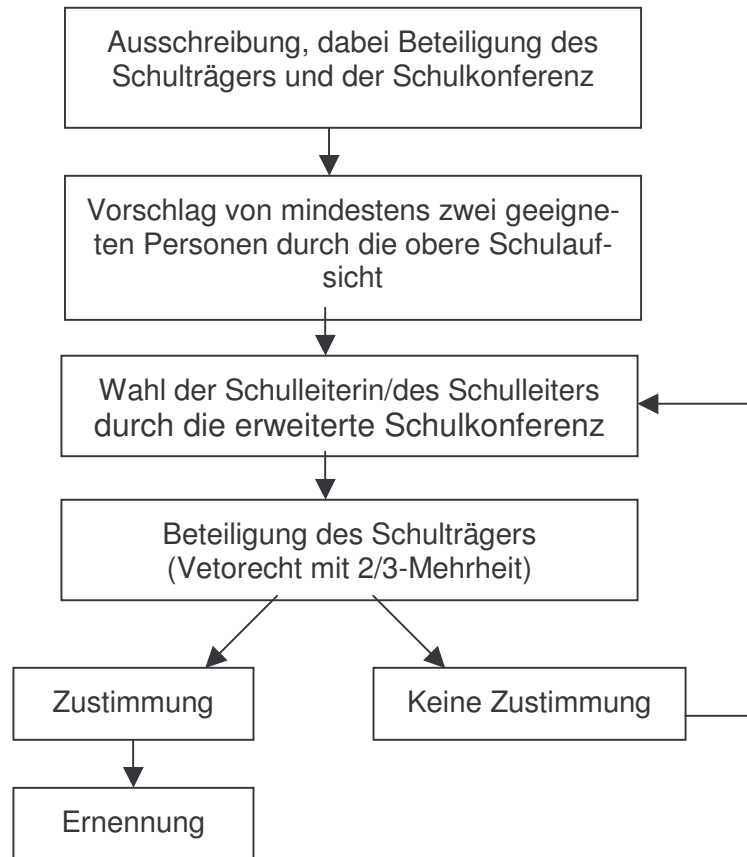 Ausschreibung, dabei Beteiligung des
Schulträgers und der Schulkonferenz
Vorschlag von mindestens zwei geeigne-
ten Personen durch die obere Schulauf-
sicht
Wahl der Schulleiterin/des Schulleiters
durch die erweiterte Schulkonferenz
Beteiligung des Schulträgers
(Vetorecht mit 2/3-Mehrheit)
Zustimmung
Keine Zustimmung
Ernennung